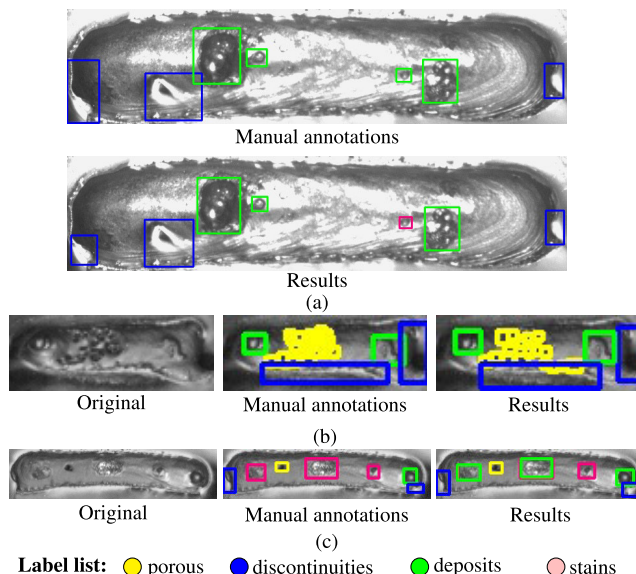 Manual annotations
Results
(a)
Original Manual annotations Results
(b)
Original Manual annotations Results
(c)
Label list: porous discontinuities deposits stains